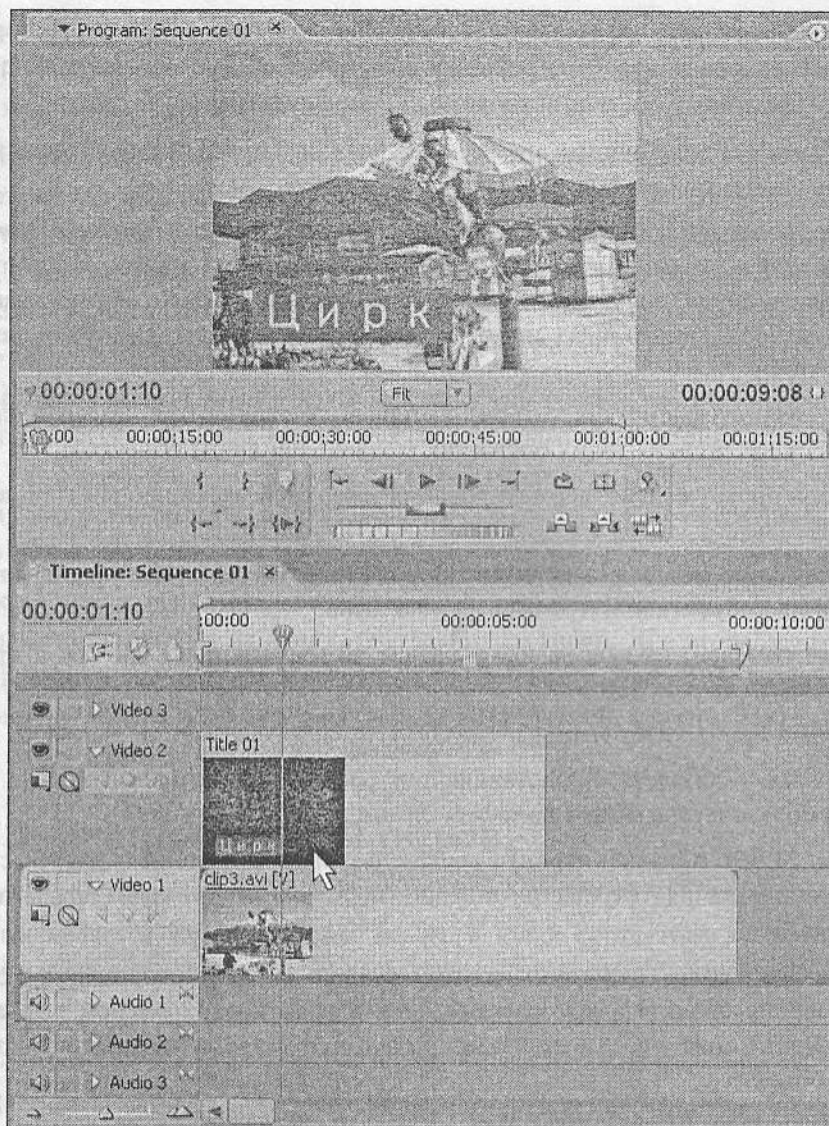 Program: Sequence 01
Цирк
00:00:01:10 Fit 00:00:09:08
:00:00 00:00:15:00 00:00:30:00 00:00:45:00 00:01:00:00 00:01:15:00
Timeline: Sequence 01
00:00:01:10 :00:00 00:00:05:00 00:00:10:00
Video 3
Video 2 Title 01
Цирк
Video 1 clip3.avi [V]
Audio 1
Audio 2
Audio 3